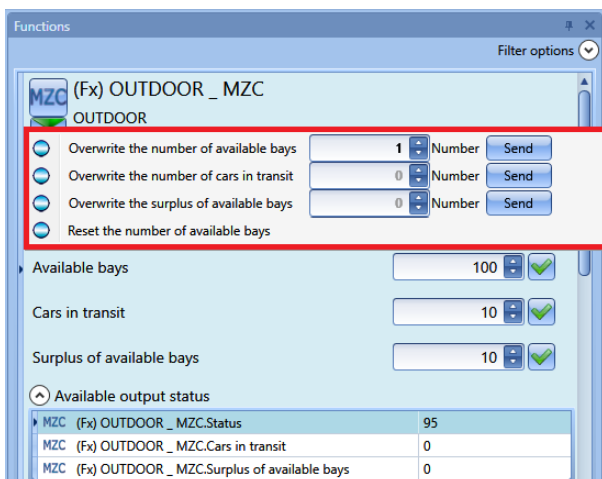 Functions
Filter options
MZC (Fx) OUTDOOR _ MZC
OUTDOOR
Overwrite the number of available bays 1 Number Send
Overwrite the number of cars in transit 0 Number Send
Overwrite the surplus of available bays 0 Number Send
Reset the number of available bays
Available bays 100
Cars in transit 10
Surplus of available bays 10
Available output status
MZC (Fx) OUTDOOR _ MZC.Status 95
MZC (Fx) OUTDOOR _ MZC.Cars in transit 0
MZC (Fx) OUTDOOR _ MZC.Surplus of available bays 0